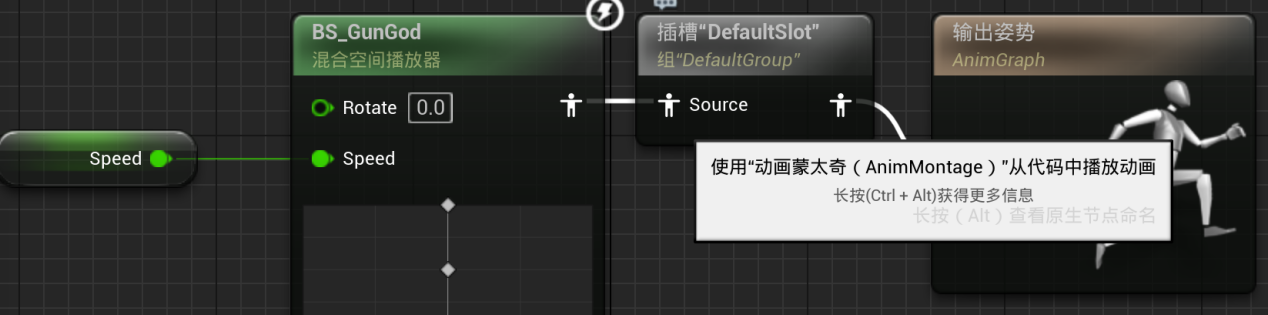 BS_GunGod
混合空间播放器
Rotate 0.0
Speed
Speed
插槽“DefaultSlot”
组“DefaultGroup”
Source
输出姿势
AnimGraph
使用“动画蒙太奇（AnimMontage）”从代码中播放动画
长按(Ctrl + Alt)获得更多信息
长按（Alt）查看原生节点命名